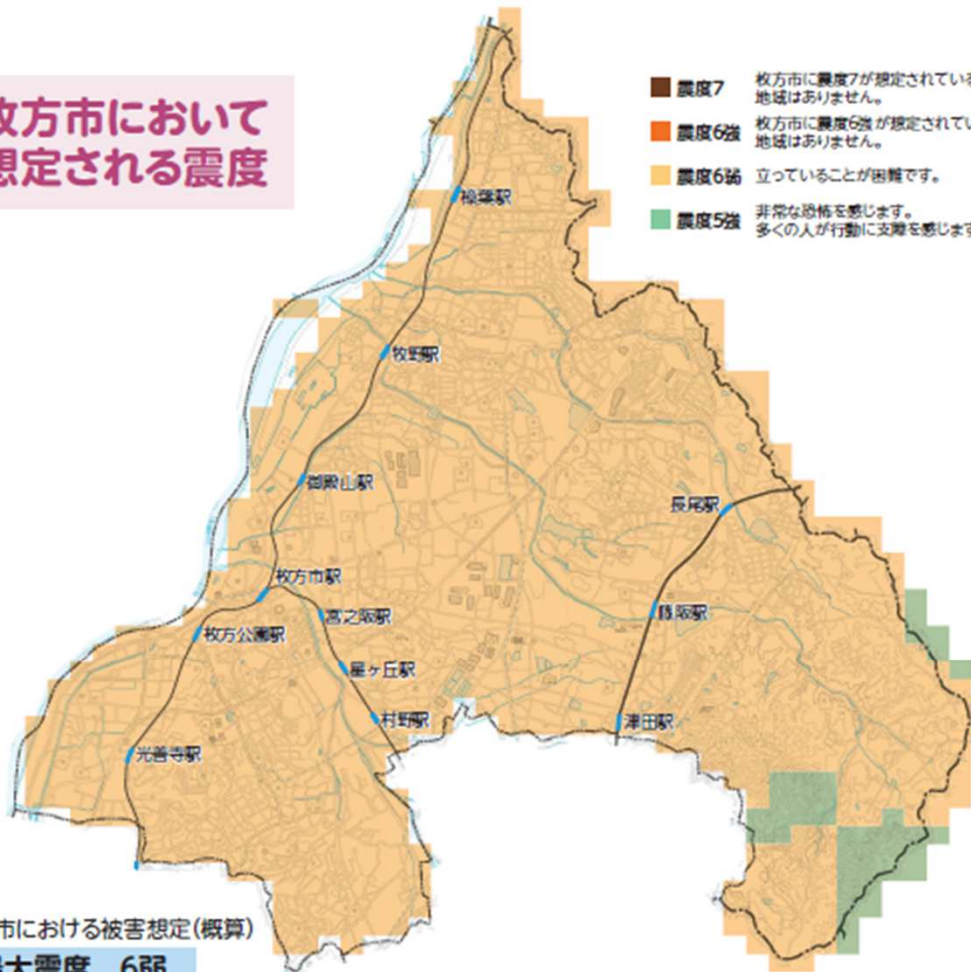 枚方市において
想定される震度
震度7 枚方市に震度7が想定されている
地域はありません。
震度6強 枚方市に震度6強が想定されてい
地域はありません。
震度6弱 立っていることが困難です。
震度5強 非常な恐怖を感じます。
多くの人が行動に支障を感じます
樟葉駅
牧野駅
御殿山駅
長尾駅
枚方市駅
宮之阪駅
藤阪駅
枚方公園駅
星ヶ丘駅
村野駅
津田駅
光善寺駅
市における被害想定(概算)
最大震度 6弱